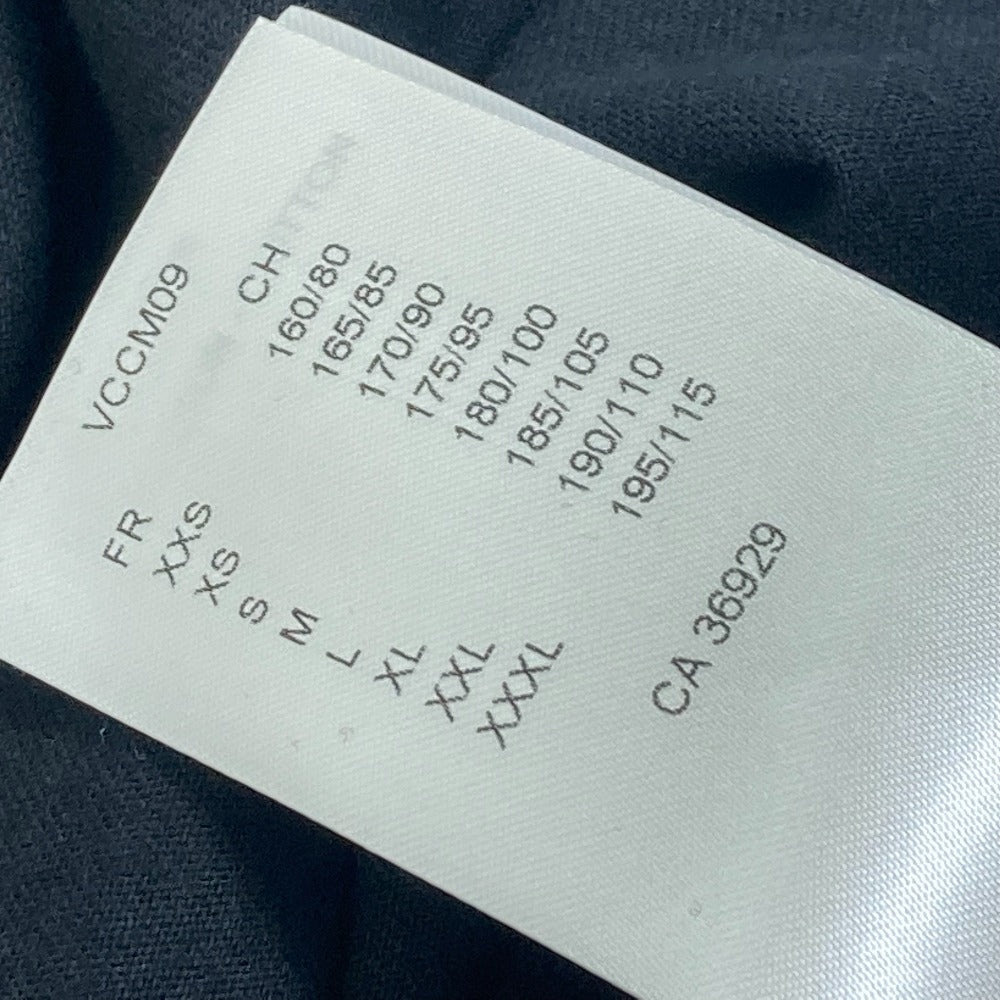 VCCM09
FR CH
XXS 160/80
XS 165/85
S 170/90
M 175/95
L 180/100
XL 185/105
XXL 190/110
XXXL 195/115
CA 36929